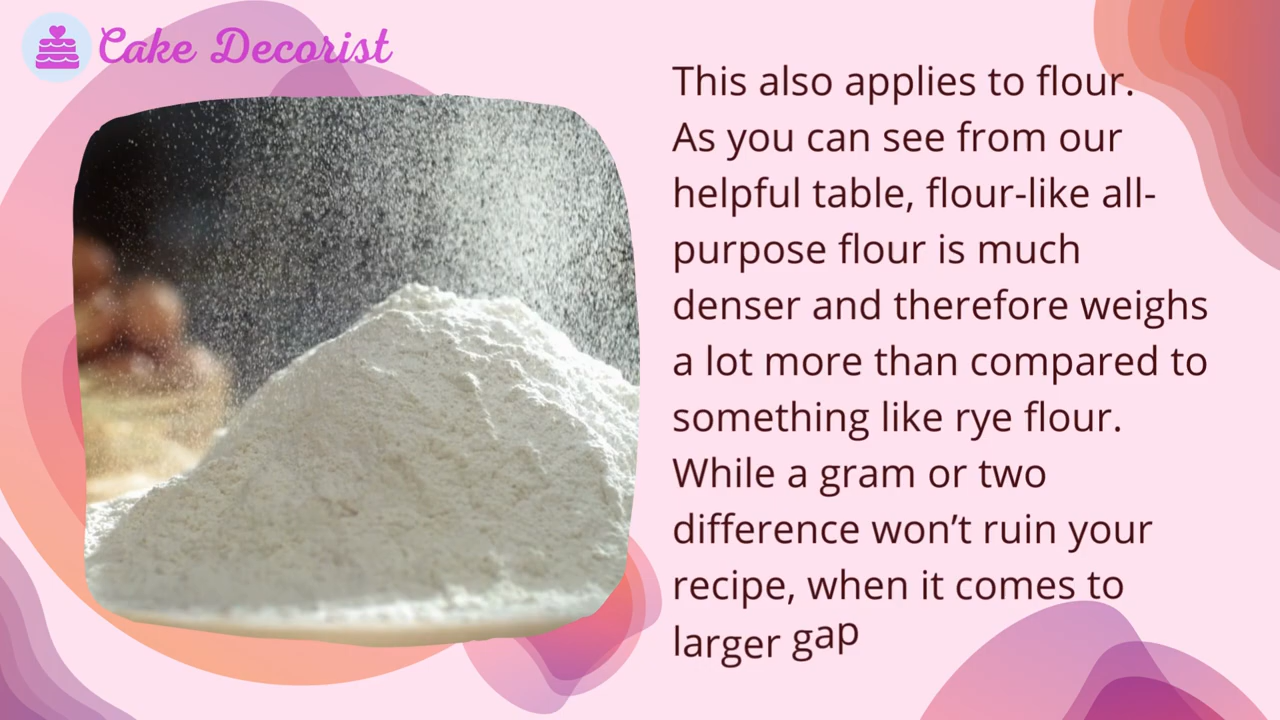 Cake Decorist
This also applies to flour.
As you can see from our
helpful table, flour-like all-
purpose flour is much
denser and therefore weighs
a lot more than compared to
something like rye flour.
While a gram or two
difference won’t ruin your
recipe, when it comes to
larger gap